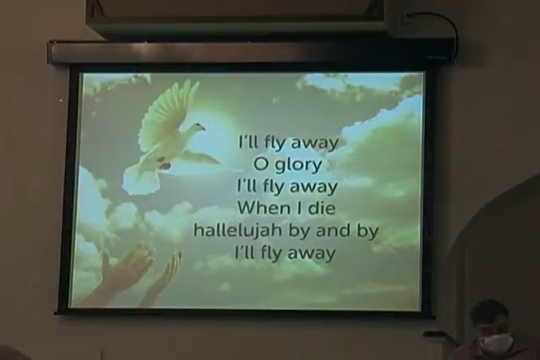 I'll fly away
O glory
I'll fly away
When I die
hallelujah by and by
I'll fly away